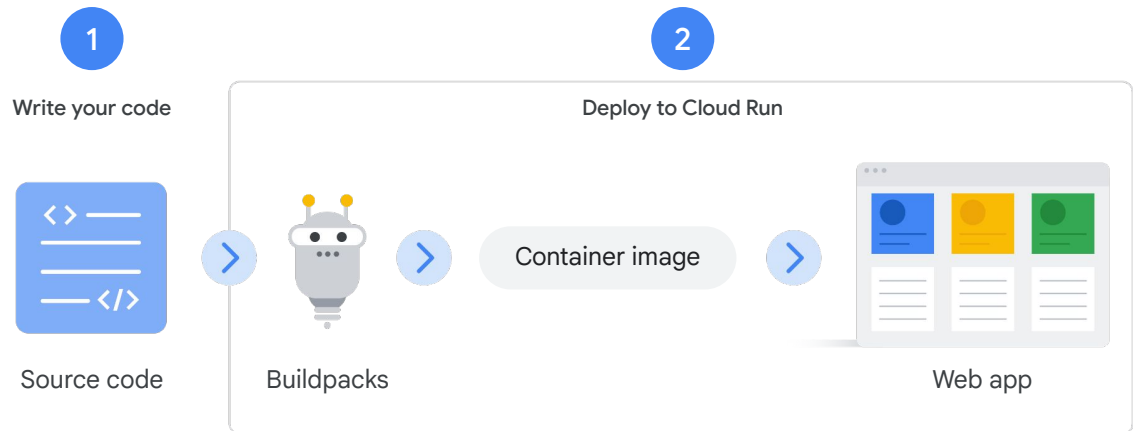 1
2
Write your code
Deploy to Cloud Run
< >
</>
Container image
Source code
Buildpacks
Web app